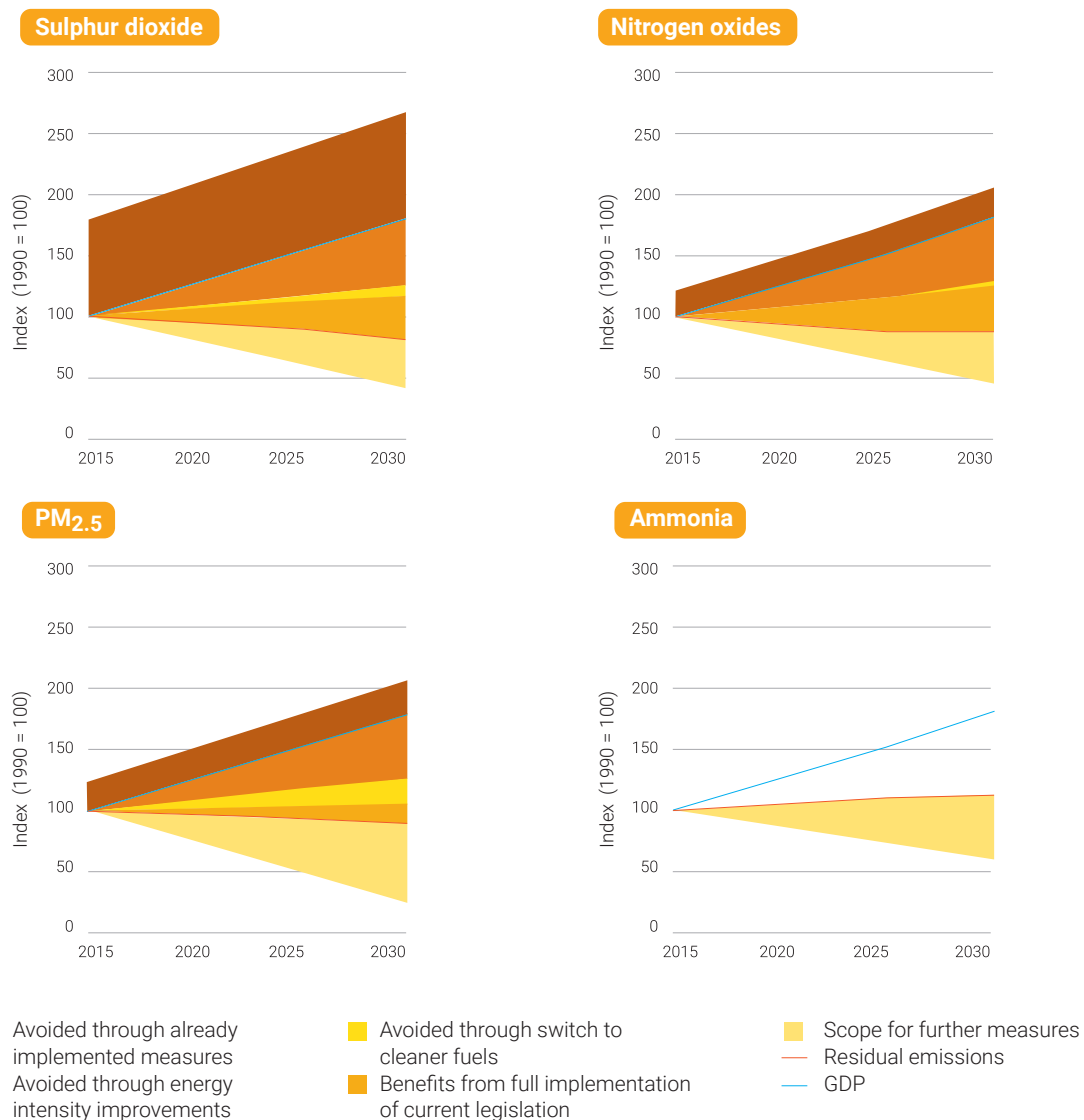 Sulphur dioxide
Index (1990 = 100)
300
250
200
150
100
50
0
2015 2020 2025 2030
Nitrogen oxides
Index (1990 = 100)
300
250
200
150
100
50
0
2015 2020 2025 2030
PM2.5
Index (1990 = 100)
300
250
200
150
100
50
0
2015 2020 2025 2030
Ammonia
Index (1990 = 100)
300
250
200
150
100
50
0
2015 2020 2025 2030
Avoided through already
implemented measures
Avoided through energy
intensity improvements
Avoided through switch to
cleaner fuels
Benefits from full implementation
of current legislation
Scope for further measures
Residual emissions
GDP